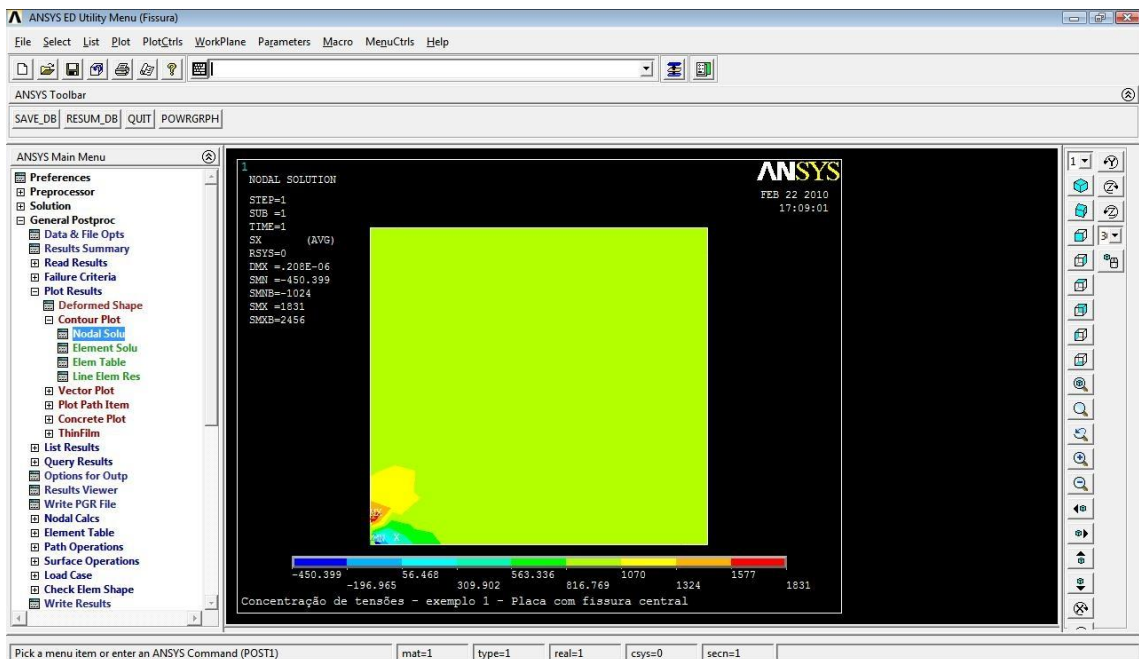 ANSYS ED Utility Menu (Fissura)
File Select List Plot PlotCtrls WorkPlane Parameters Macro MenuCtrls Help
ANSYS Toolbar
SAVE_DB RESUM_DB QUIT POWRGRPH
ANSYS Main Menu
Preferences
Preprocessor
Solution
General Postproc
Data & File Opts
Results Summary
Read Results
Failure Criteria
Plot Results
Deformed Shape
Contour Plot
Nodal Solu
Element Solu
Elem Table
Line Elem Res
Vector Plot
Plot Path Item
Concrete Plot
ThinFilm
List Results
Query Results
Options for Outp
Results Viewer
Write PGR File
Nodal Calcs
Element Table
Path Operations
Surface Operations
Load Case
Check Elem Shape
Write Results
1
NODAL SOLUTION
STEP=1
SUB =1
TIME=1
SX (AVG)
RSYS=0
DMX =.208E-06
SMN =-450.399
SMNB=-1024
SMX =1831
SMXB=2456
ANSYS
FEB 22 2010
17:09:01
X
-450.399 56.468 563.336 1070 1577
-196.965 309.902 816.769 1324 1831
Concentração de tensões - exemplo 1 - Placa com fissura central
1
Pick a menu item or enter an ANSYS Command (POST1) mat=1 type=1 real=1 csys=0 secn=1